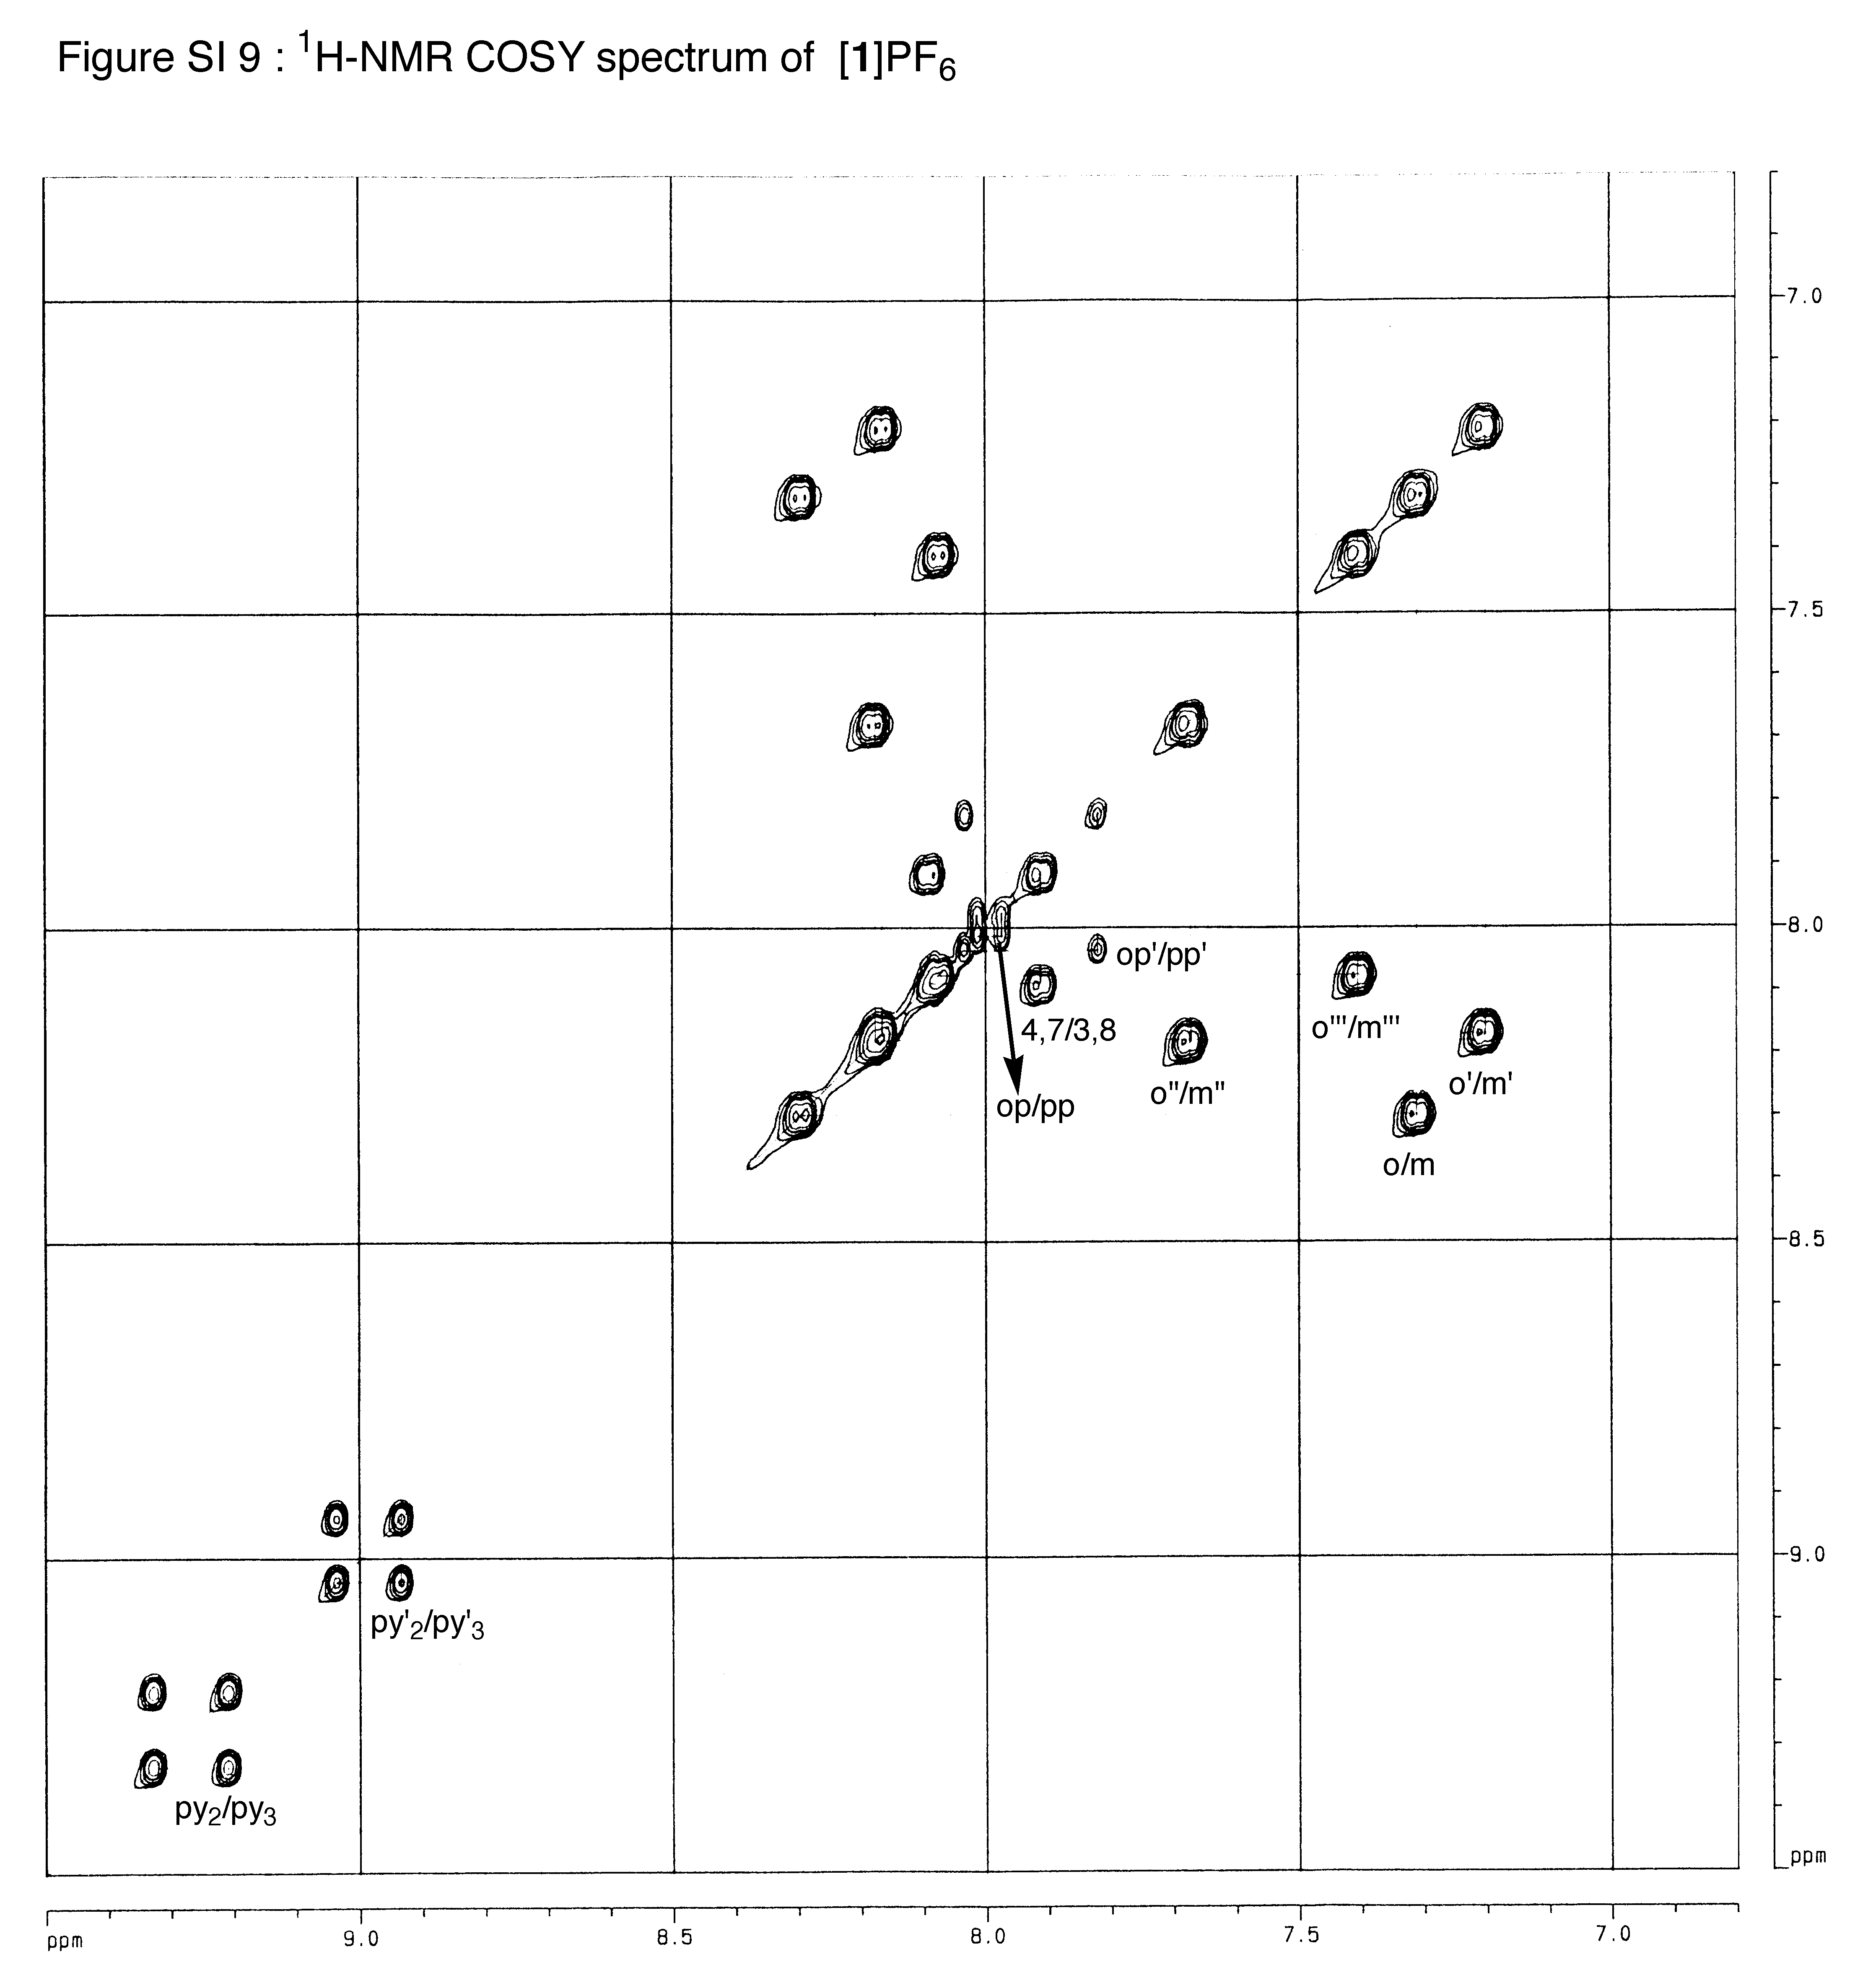 Figure SI 9 : ¹H-NMR COSY spectrum of [1]PF₆
7.0
7.5
8.0
op'/pp'
4,7/3,8
o'''/m'''
o''/m''
o'/m'
op/pp
o/m
8.5
9.0
py'₂/py'₃
py₂/py₃
ppm
ppm 9.0 8.5 8.0 7.5 7.0